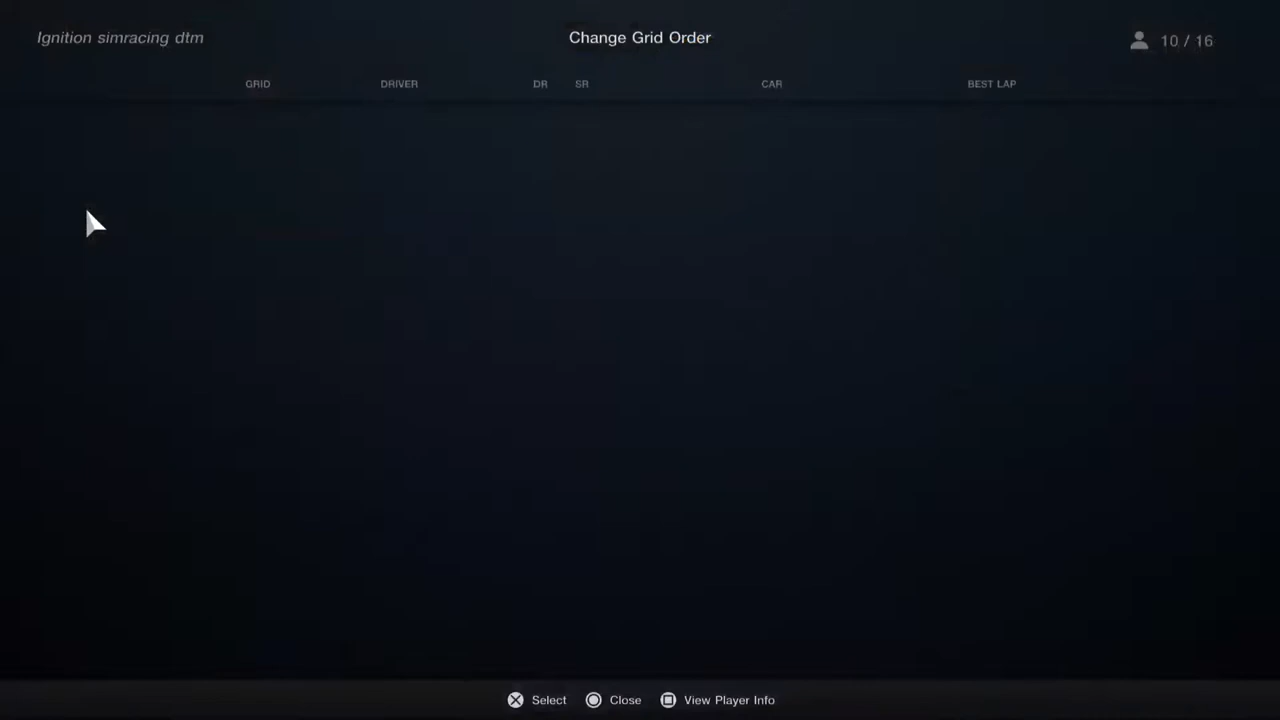 Ignition simracing dtm
Change Grid Order
10 / 16
GRID DRIVER DR SR CAR BEST LAP
Select Close View Player Info